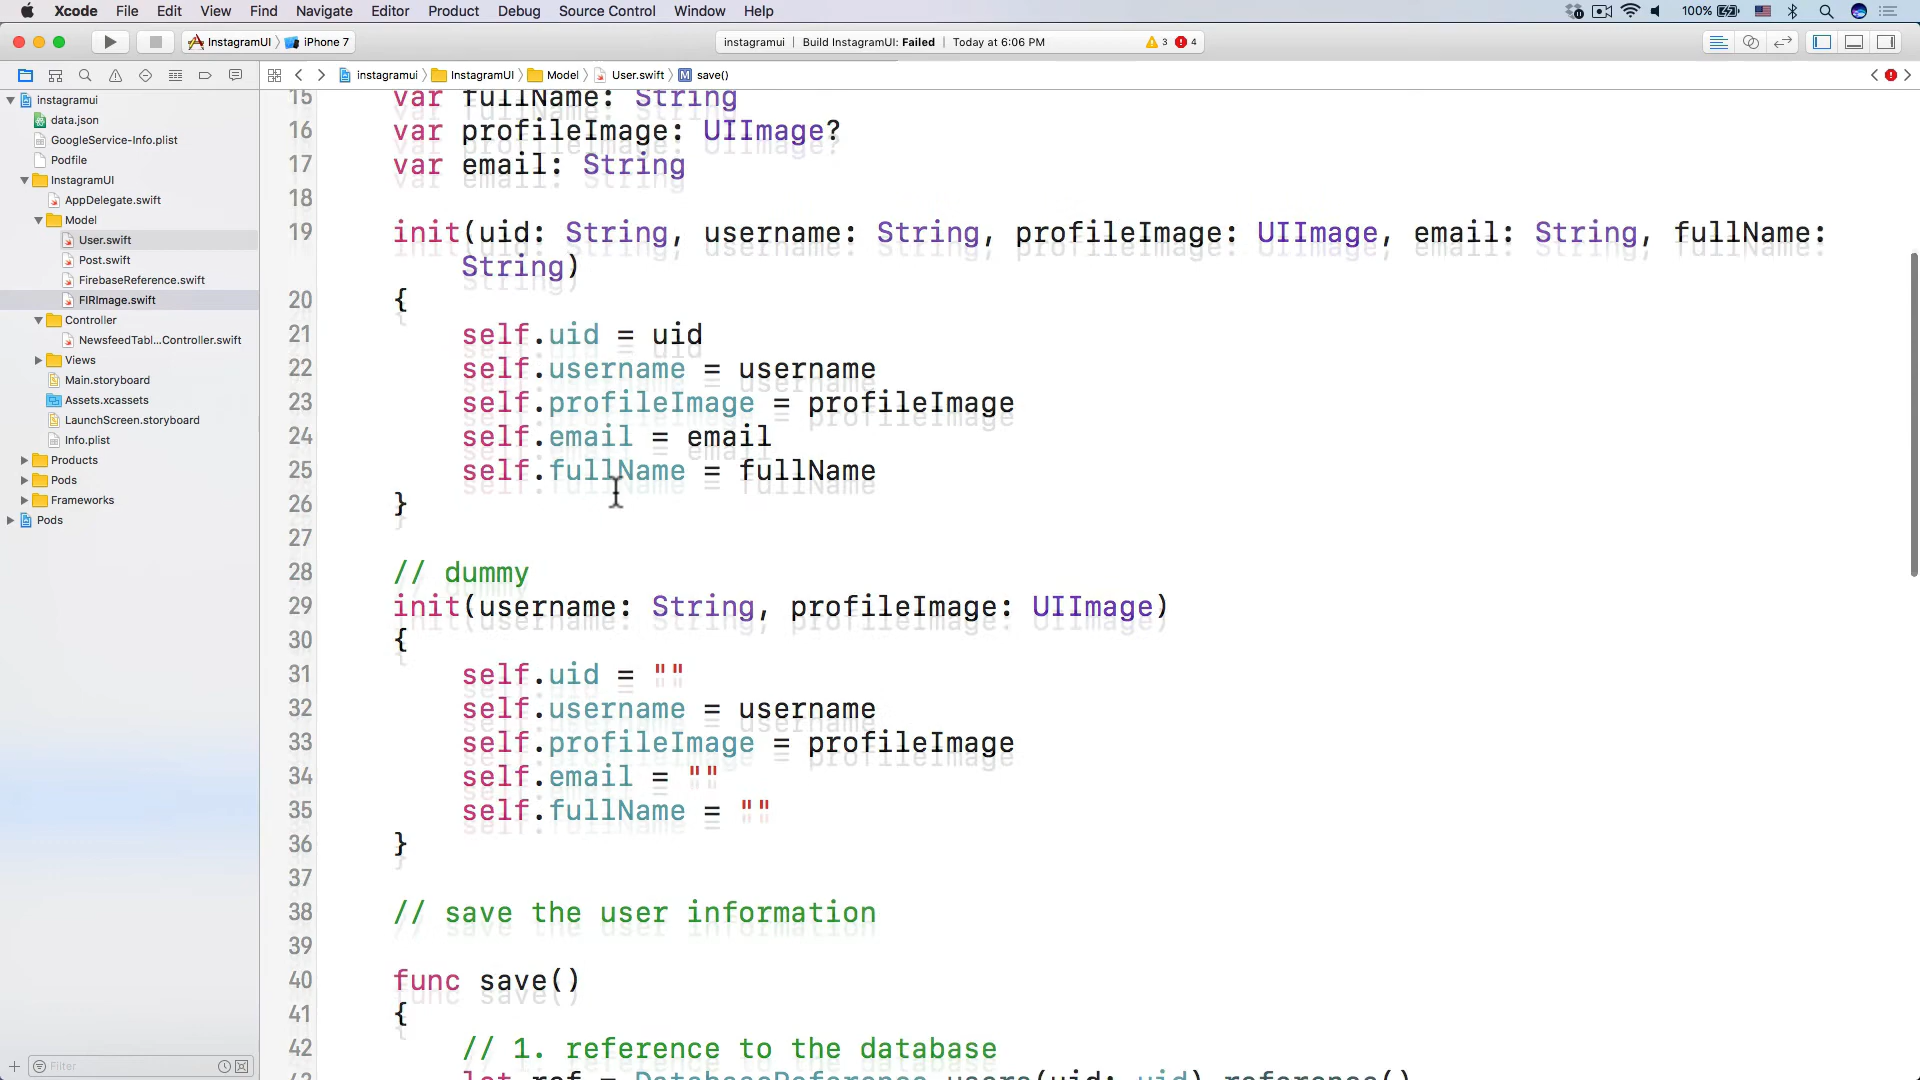 Xcode File Edit View Find Navigate Editor Product Debug Source Control Window Help 100%
InstagramUI iPhone 7 instagramui | Build InstagramUI: Failed | Today at 6:06 PM 3 4
instagramui InstagramUI Model User.swift M save()
instagramui
data.json
GoogleService-Info.plist
Podfile
InstagramUI
AppDelegate.swift
Model
User.swift
Post.swift
FirebaseReference.swift
FIRImage.swift
Controller
NewsfeedTabl...Controller.swift
Views
Main.storyboard
Assets.xcassets
LaunchScreen.storyboard
Info.plist
Products
Pods
Frameworks
Pods
Filter
15 var fullName: String
16 var profileImage: UIImage?
17 var email: String
18
19 init(uid: String, username: String, profileImage: UIImage, email: String, fullName:
String)
20 {
21 self.uid = uid
22 self.username = username
23 self.profileImage = profileImage
24 self.email = email
25 self.fullName = fullName
26 }
27
28 // dummy
29 init(username: String, profileImage: UIImage)
30 {
31 self.uid = ""
32 self.username = username
33 self.profileImage = profileImage
34 self.email = ""
35 self.fullName = ""
36 }
37
38 // save the user information
39
40 func save()
41 {
42 // 1. reference to the database
43 let ref = DatabaseReference.users(uid: uid).reference()